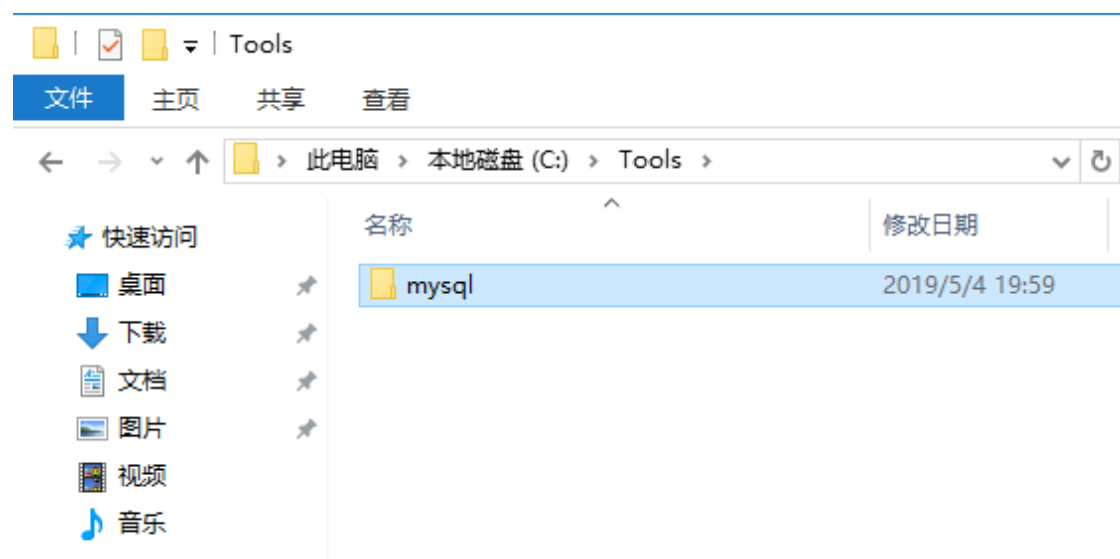 Tools
文件 主页 共享 查看
此电脑 本地磁盘 (C:) Tools
名称 修改日期
快速访问
mysql 2019/5/4 19:59
桌面
下载
文档
图片
视频
音乐